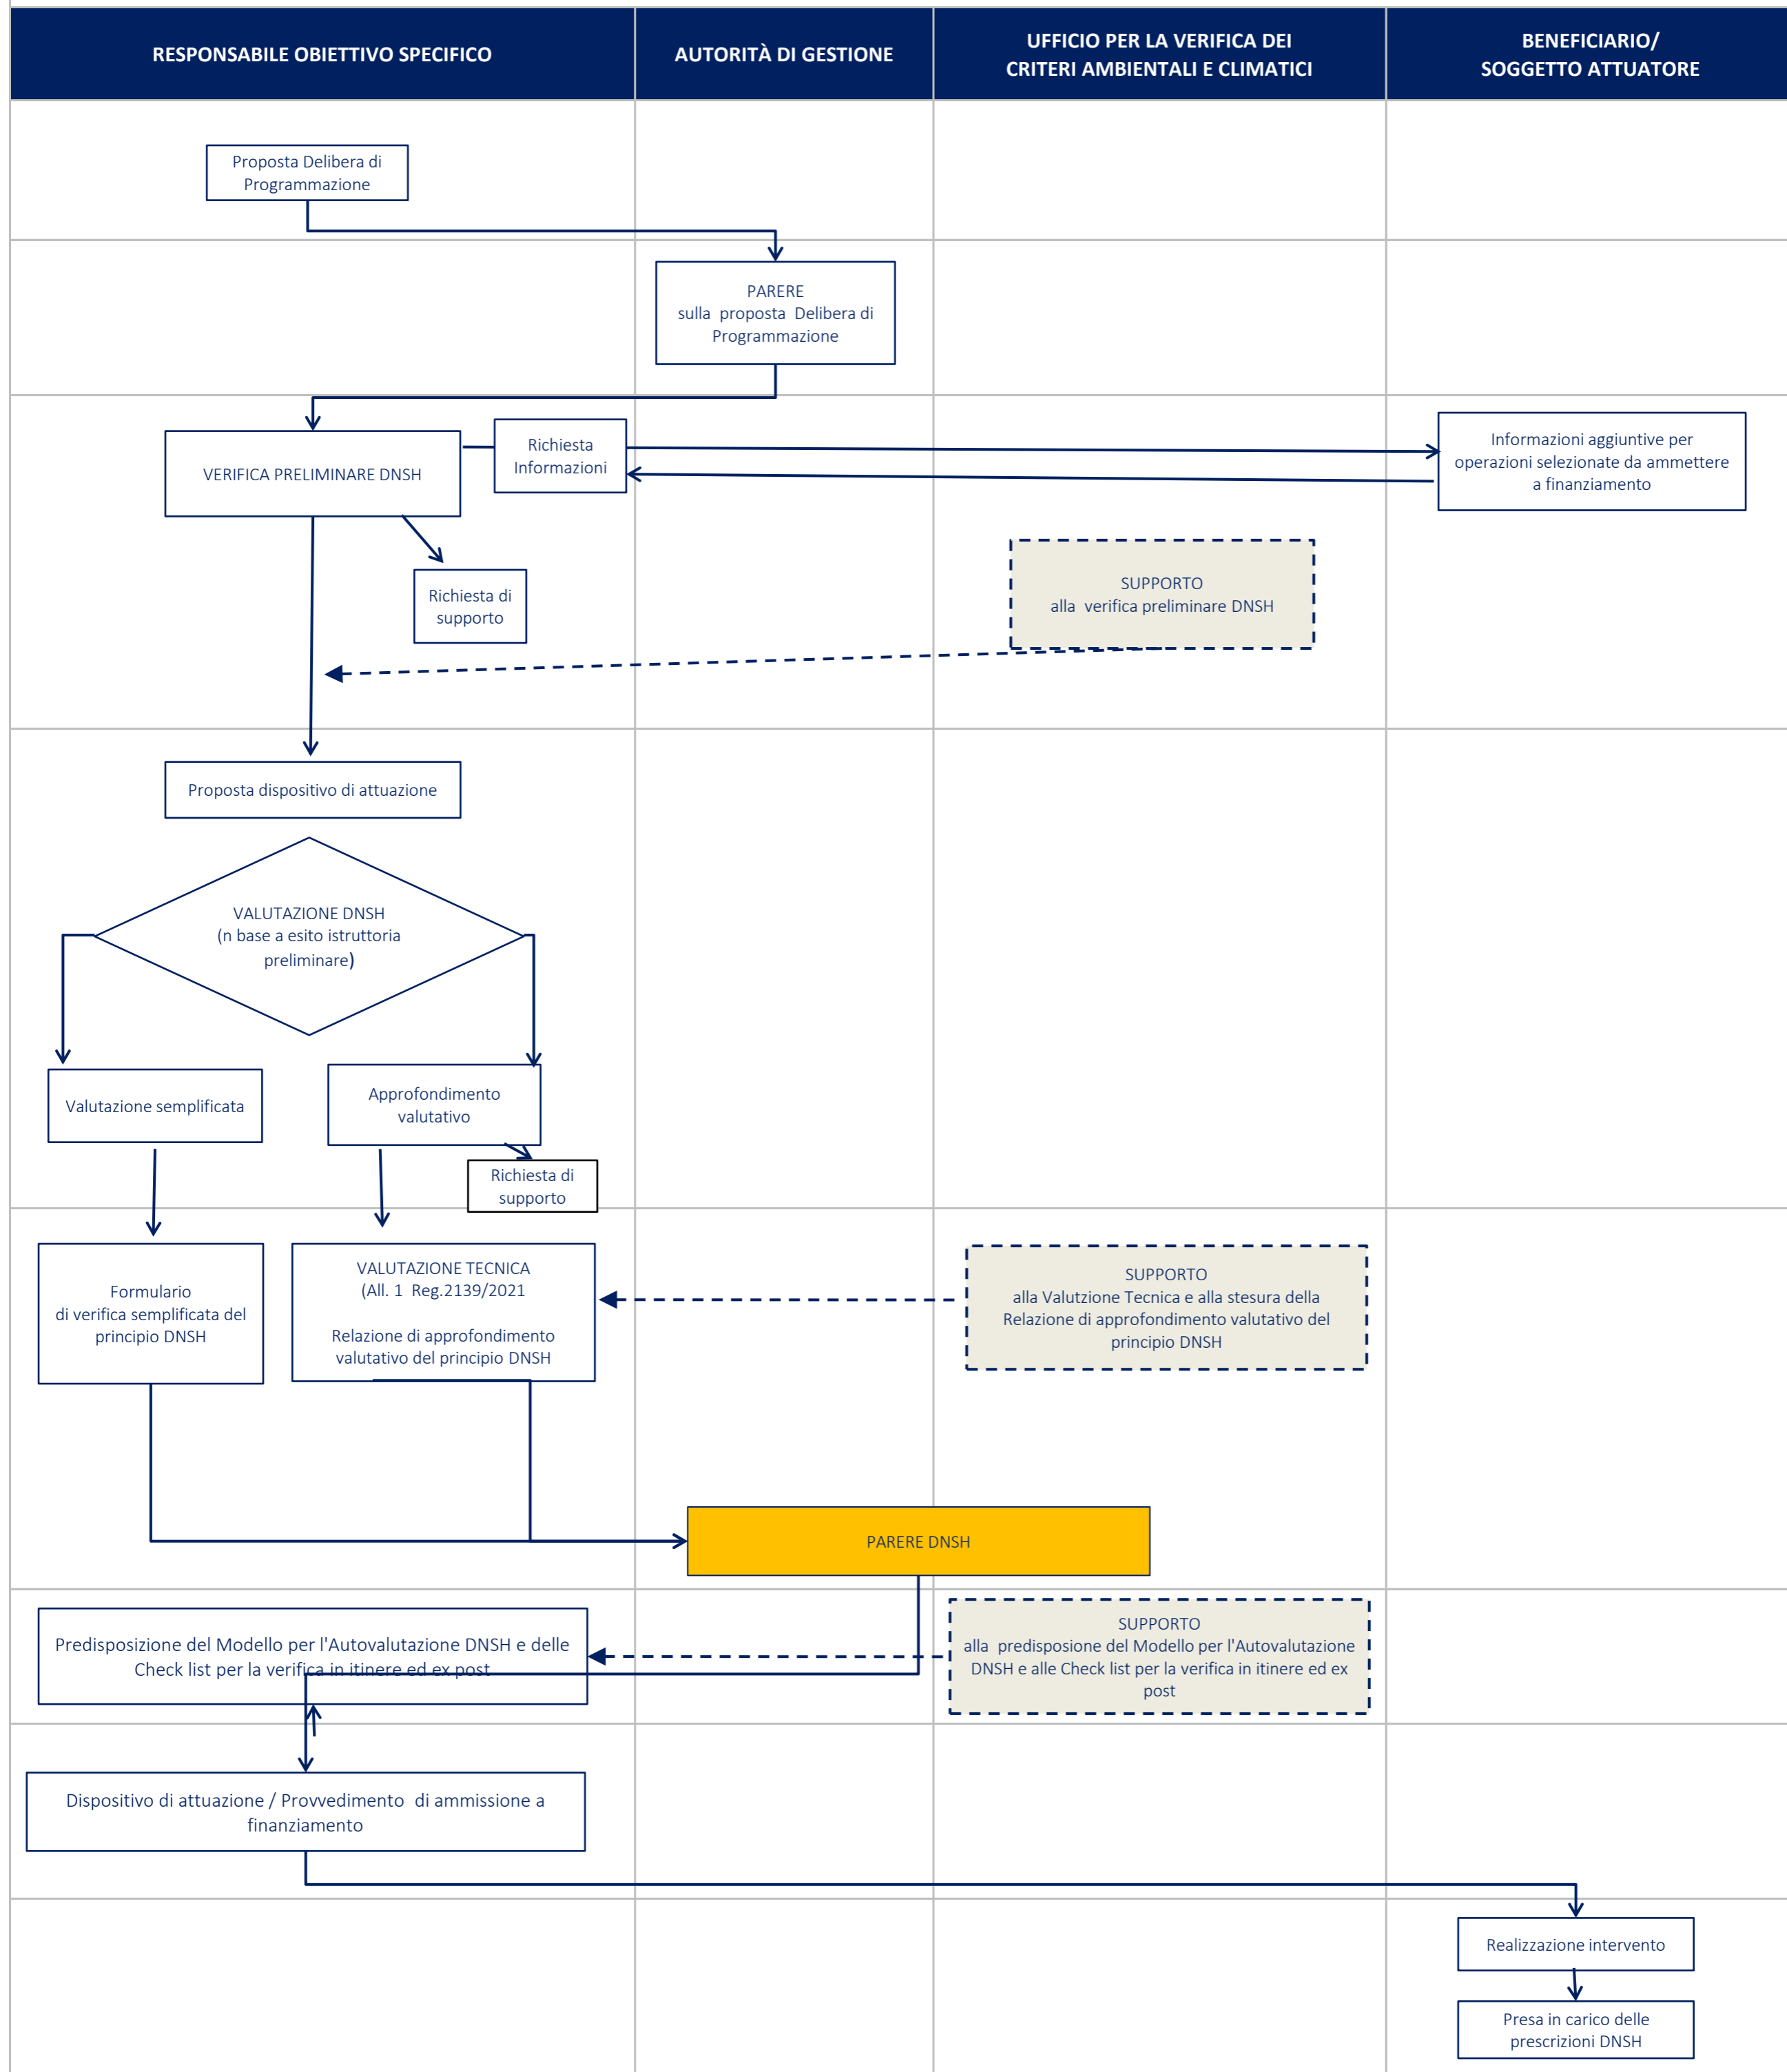 RESPONSABILE OBIETTIVO SPECIFICO
AUTORITÀ DI GESTIONE
UFFICIO PER LA VERIFICA DEI
CRITERI AMBIENTALI E CLIMATICI
BENEFICIARIO/
SOGGETTO ATTUATORE
Proposta Delibera di
Programmazione
PARERE
sulla proposta Delibera di
Programmazione
VERIFICA PRELIMINARE DNSH
Richiesta
Informazioni
Informazioni aggiuntive per
operazioni selezionate da ammettere
a finanziamento
Richiesta di
supporto
SUPPORTO
alla verifica preliminare DNSH
Proposta dispositivo di attuazione
VALUTAZIONE DNSH
(n base a esito istruttoria
preliminare)
Valutazione semplificata
Approfondimento
valutativo
Richiesta di
supporto
Formulario
di verifica semplificata del
principio DNSH
VALUTAZIONE TECNICA
(All. 1 Reg.2139/2021
Relazione di approfondimento
valutativo del principio DNSH
SUPPORTO
alla Valutzione Tecnica e alla stesura della
Relazione di approfondimento valutativo del
principio DNSH
PARERE DNSH
Predisposizione del Modello per l'Autovalutazione DNSH e delle
Check list per la verifica in itinere ed ex post
SUPPORTO
alla predisposione del Modello per l'Autovalutazione
DNSH e alle Check list per la verifica in itinere ed ex
post
Dispositivo di attuazione / Provvedimento di ammissione a
finanziamento
Realizzazione intervento
Presa in carico delle
prescrizioni DNSH